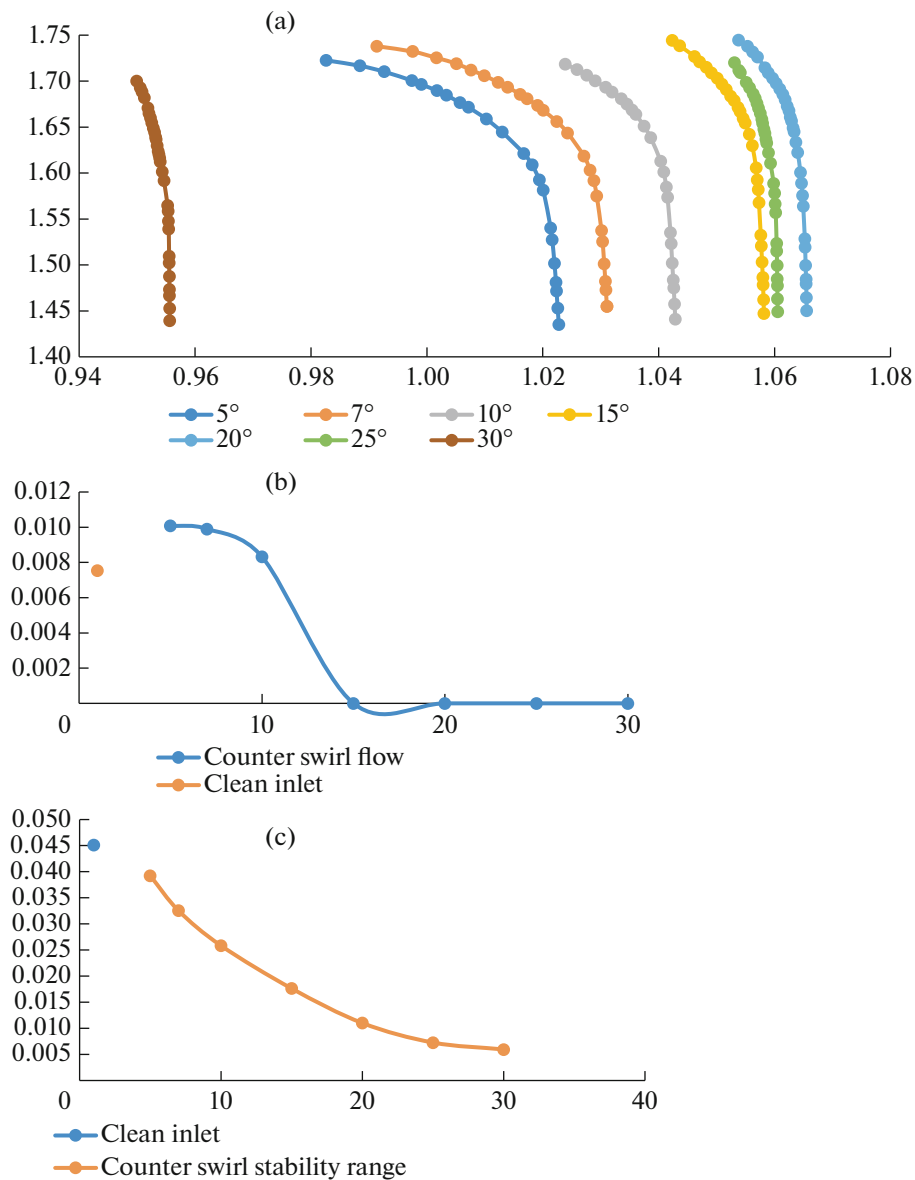 (a)
1.75
1.70
1.65
1.60
1.55
1.50
1.45
1.40
0.94 0.96 0.98 1.00 1.02 1.04 1.06 1.08
5° 7° 10° 15°
20° 25° 30°
(b)
0.012
0.010
0.008
0.006
0.004
0.002
0 10 20 30
Counter swirl flow
Clean inlet
(c)
0.050
0.045
0.040
0.035
0.030
0.025
0.020
0.015
0.010
0.005
0 10 20 30 40
Clean inlet
Counter swirl stability range